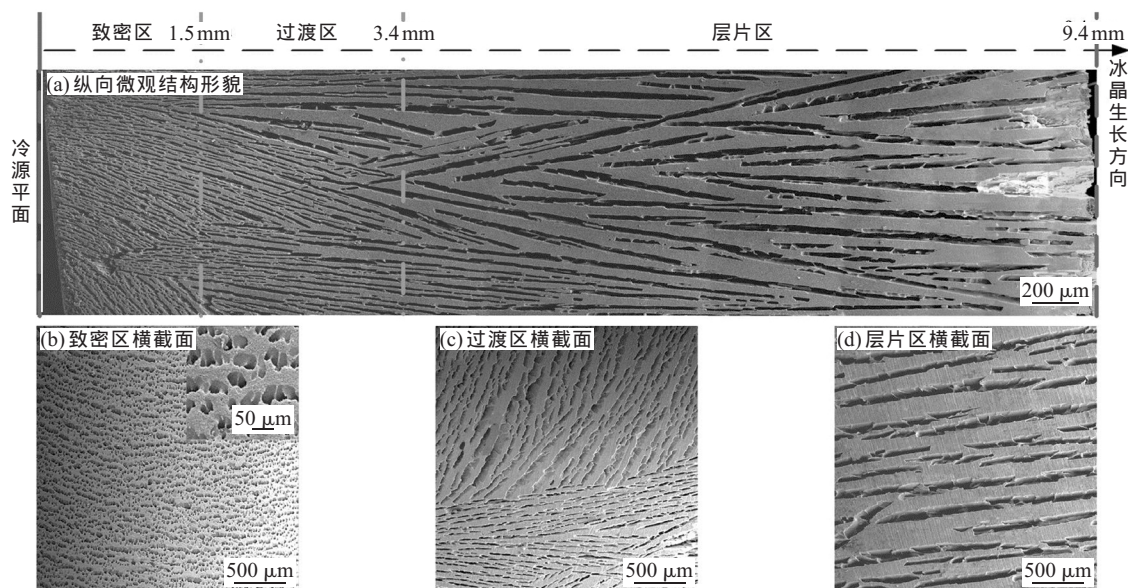 致密区 1.5 mm 过渡区 3.4 mm 层片区 9.4 mm
(a) 纵向微观结构形貌
冷源平面
冰晶生长方向
200 μm
(b) 致密区横截面
50 μm
500 μm
(c) 过渡区横截面
500 μm
(d) 层片区横截面
500 μm